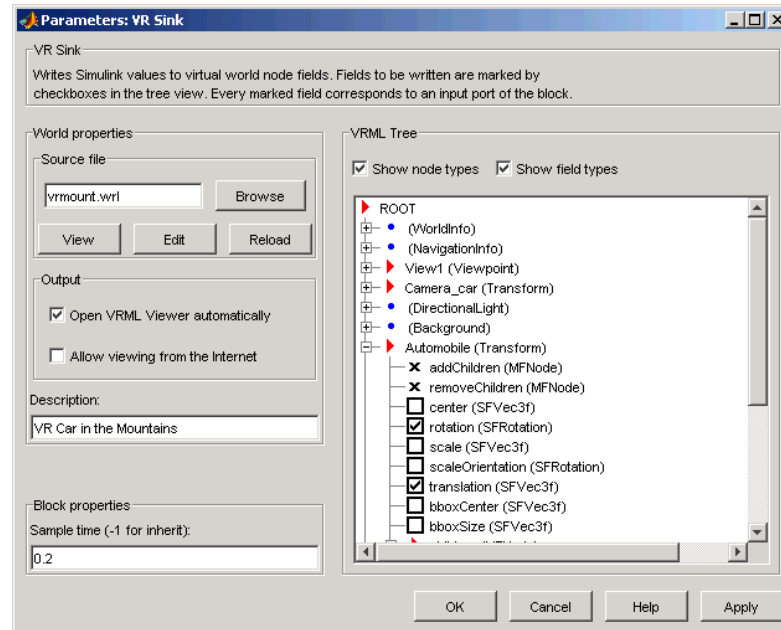 Parameters: VR Sink
VR Sink
Writes Simulink values to virtual world node fields. Fields to be written are marked by
checkboxes in the tree view. Every marked field corresponds to an input port of the block.
World properties
Source file
vrmount.wrl
Browse
View
Edit
Reload
Output
Open VRML Viewer automatically
Allow viewing from the Internet
Description:
VR Car in the Mountains
Block properties
Sample time (-1 for inherit):
0.2
VRML Tree
Show node types
Show field types
ROOT
(WorldInfo)
(NavigationInfo)
View1 (Viewpoint)
Camera_car (Transform)
(DirectionalLight)
(Background)
Automobile (Transform)
addChildren (MFNode)
removeChildren (MFNode)
center (SFVec3f)
rotation (SFRotation)
scale (SFVec3f)
scaleOrientation (SFRotation)
translation (SFVec3f)
bboxCenter (SFVec3f)
bboxSize (SFVec3f)
OK
Cancel
Help
Apply